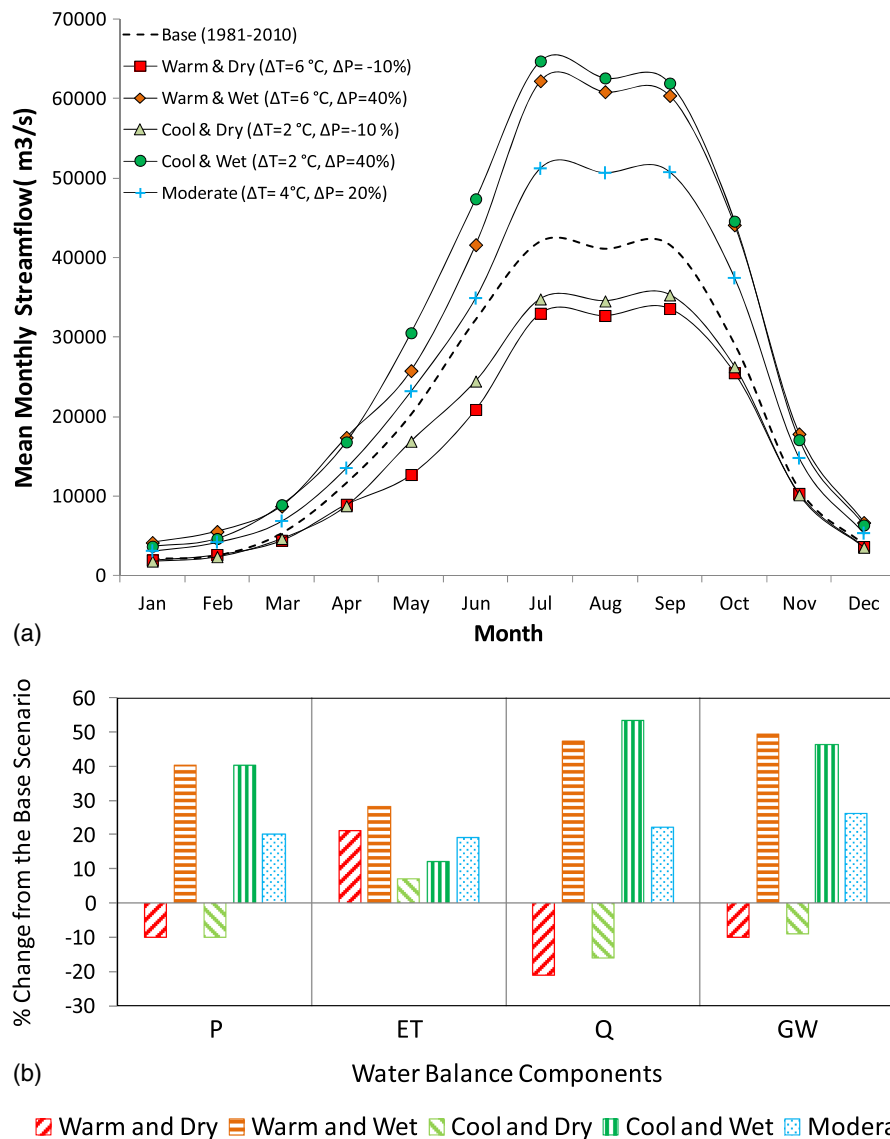 70000
60000
50000
40000
30000
20000
10000
0
Mean Monthly Streamflow( m3/s)
Base (1981-2010)
Warm & Dry (ΔT=6 °C, ΔP= -10%)
Warm & Wet (ΔT=6 °C, ΔP=40%)
Cool & Dry (ΔT=2 °C, ΔP=-10 %)
Cool & Wet (ΔT=2 °C, ΔP=40%)
Moderate (ΔT= 4°C, ΔP= 20%)
Jan Feb Mar Apr May Jun Jul Aug Sep Oct Nov Dec
(a)
Month
60
50
40
30
20
10
0
-10
-20
-30
% Change from the Base Scenario
P ET Q GW
(b)
Water Balance Components
Warm and Dry Warm and Wet Cool and Dry Cool and Wet Modera